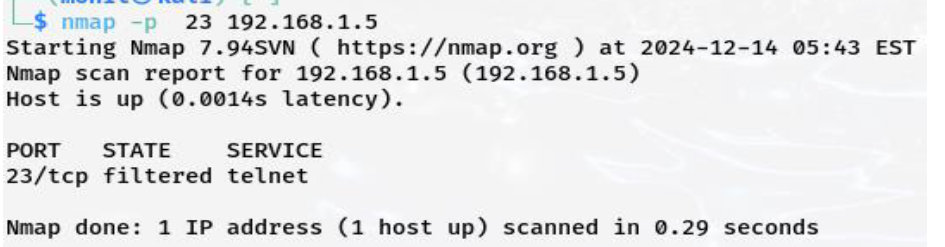 $ nmap -p 23 192.168.1.5
Starting Nmap 7.94SVN ( https://nmap.org ) at 2024-12-14 05:43 EST
Nmap scan report for 192.168.1.5 (192.168.1.5)
Host is up (0.0014s latency).
PORT STATE SERVICE
23/tcp filtered telnet
Nmap done: 1 IP address (1 host up) scanned in 0.29 seconds